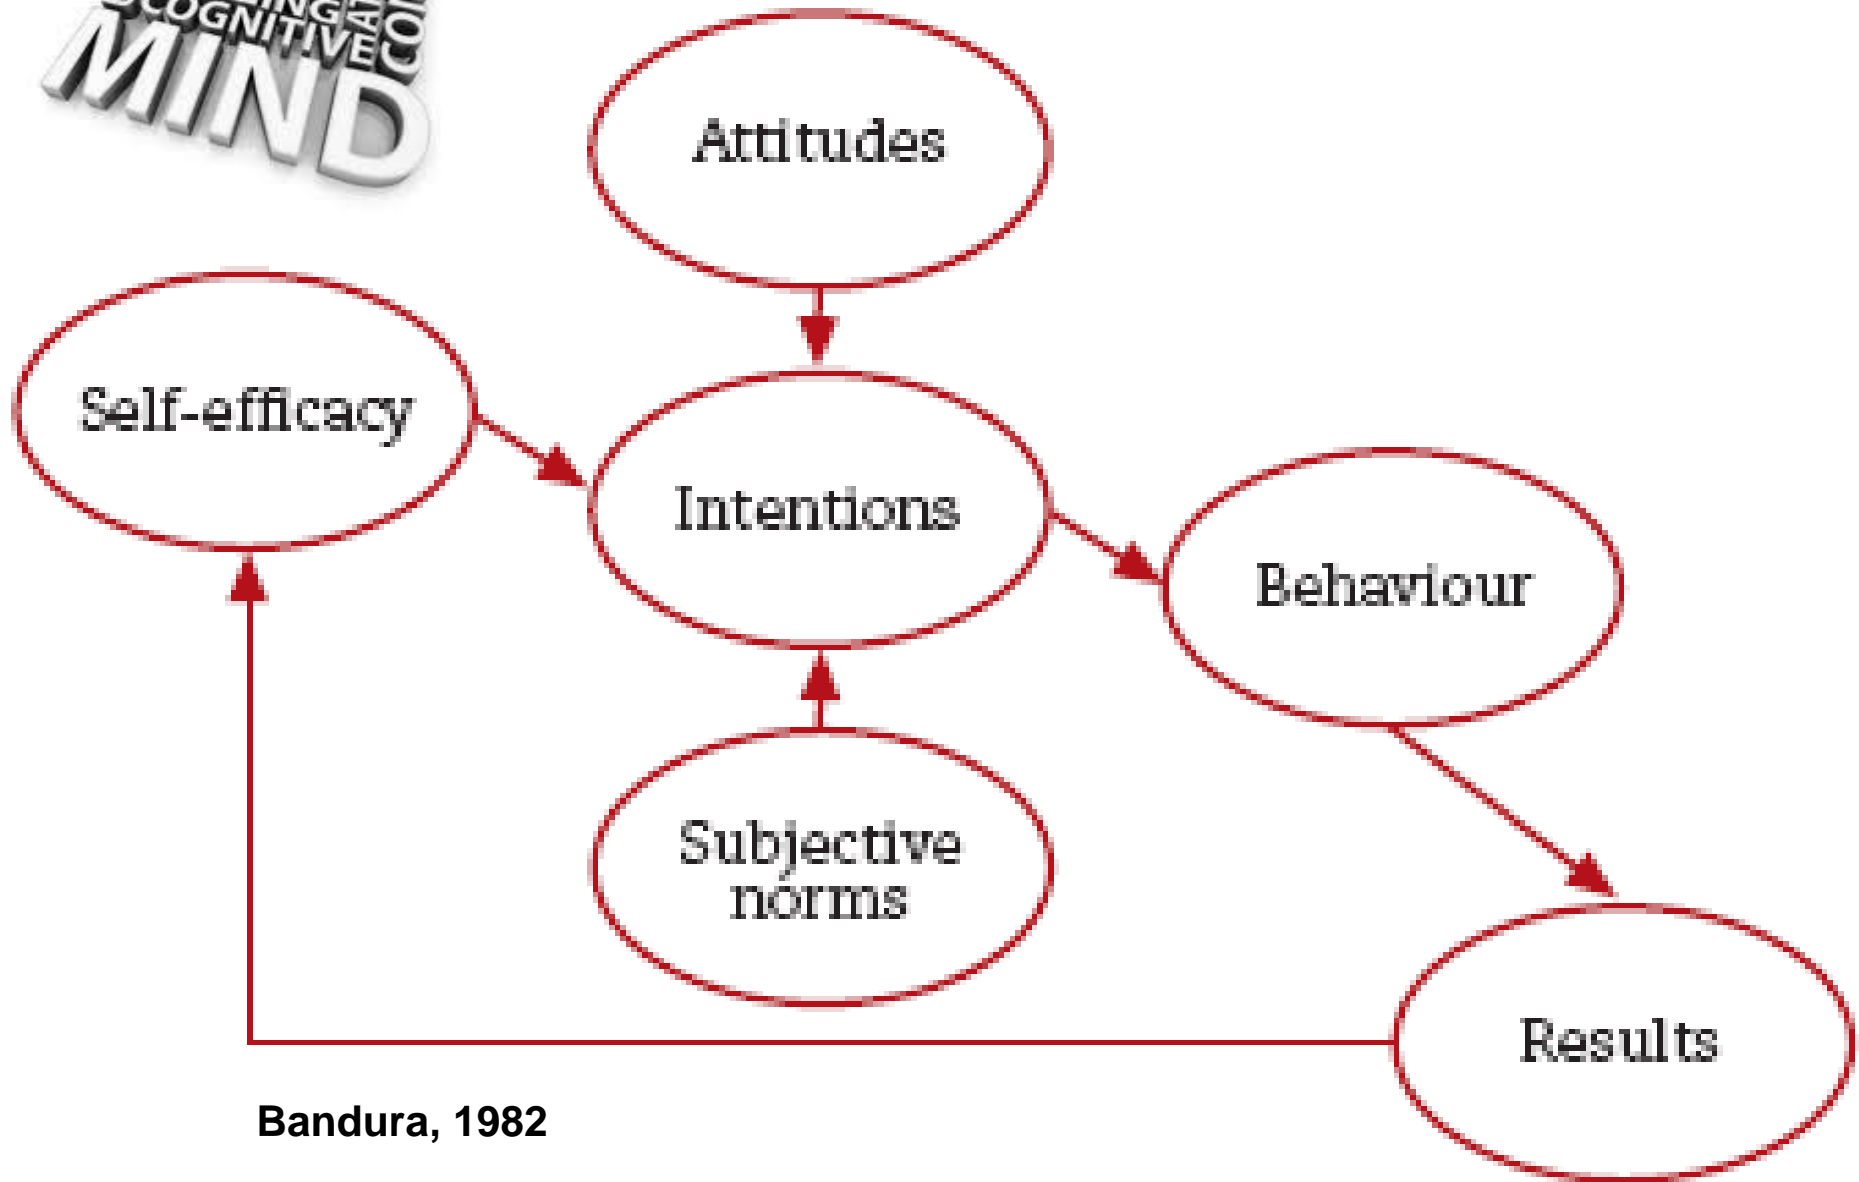 COGNITIVE
MIND
Attitudes
Self-efficacy
Intentions
Behaviour
Subjective
norms
Results
Bandura, 1982